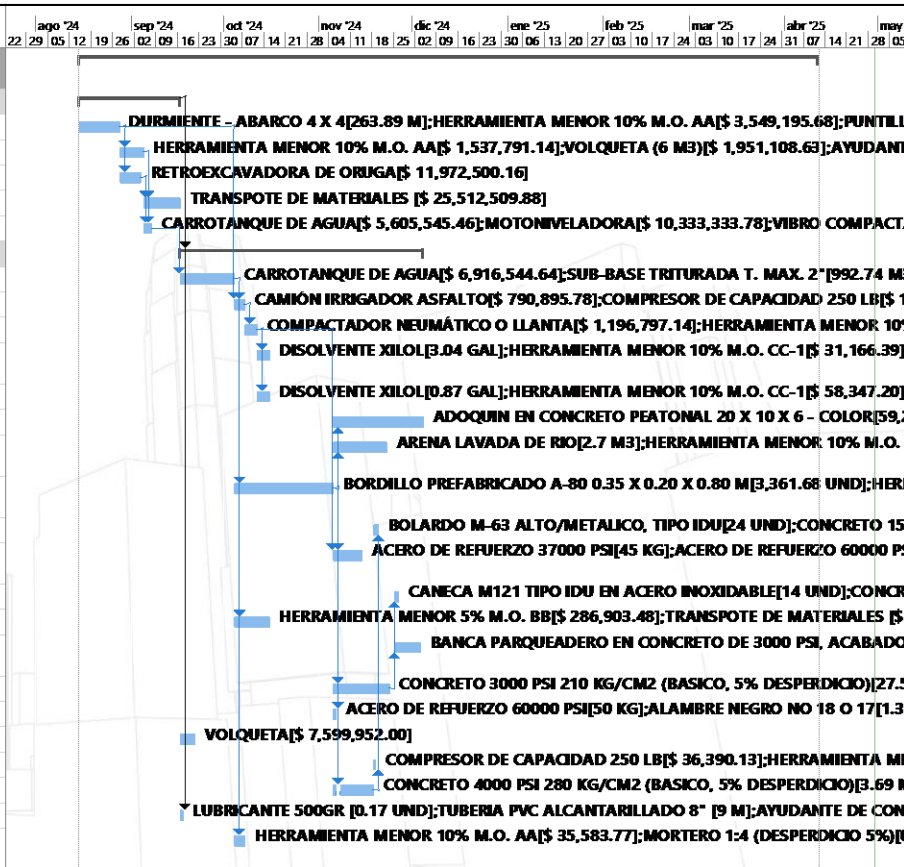 ago '24 sep '24 oct '24 nov '24 dic '24 ene '25 feb '25 mar '25 abr '25 may
22 29 05 12 19 26 02 09 16 23 30 07 14 21 28 04 11 18 25 02 09 16 23 30 06 13 20 27 03 10 17 24 03 10 17 24 31 07 14 21 28 05
DURMIENTE - ABARCO 4 X 4[263.89 M];HERRAMIENTA MENOR 10% M.O. AA[$ 3,549,195.68];PUNTILL
HERRAMIENTA MENOR 10% M.O. AA[$ 1,537,791.14];VOLQUETA (6 M3)[$ 1,951,108.63];AYUDANT
RETROEXCAVADORA DE ORUGA[$ 11,972,500.16]
TRANSPOTE DE MATERIALES [$ 25,512,509.88]
CARROTANQUE DE AGUA[$ 5,605,545.46];MOTONIVELADORA[$ 10,333,333.78];VIBRO COMPACTA
CARROTANQUE DE AGUA[$ 6,916,544.64];SUB-BASE TRITURADA T. MAX. 2"[992.74 M3
CAMIÓN IRRIGADOR ASFALTO[$ 790,895.78];COMPRESOR DE CAPACIDAD 250 LB[$ 1
COMPACTADOR NEUMÁTICO O LLANTA[$ 1,196,797.14];HERRAMIENTA MENOR 10%
DISOLVENTE XILOL[3.04 GAL];HERRAMIENTA MENOR 10% M.O. CC-1[$ 31,166.39]
DISOLVENTE XILOL[0.87 GAL];HERRAMIENTA MENOR 10% M.O. CC-1[$ 58,347.20]
ADOQUIN EN CONCRETO PEATONAL 20 X 10 X 6 - COLOR[59,2
ARENA LAVADA DE RIO[2.7 M3];HERRAMIENTA MENOR 10% M.O.
BORDILLO PREFABRICADO A-80 0.35 X 0.20 X 0.80 M[3,361.68 UND];HER
BOLARDO M-63 ALTO/METALICO, TIPO IDU[24 UND];CONCRETO 15
ACERO DE REFUERZO 37000 PSI[45 KG];ACERO DE REFUERZO 60000 PS
CANECA M121 TIPO IDU EN ACERO INOXIDABLE[14 UND];CONCR
HERRAMIENTA MENOR 5% M.O. BB[$ 286,903.48];TRANSPOTE DE MATERIALES [$
BANCA PARQUEADERO EN CONCRETO DE 3000 PSI, ACABADO
CONCRETO 3000 PSI 210 KG/CM2 (BASICO, 5% DESPERDICIO)[27.5
ACERO DE REFUERZO 60000 PSI[50 KG];ALAMBRE NEGRO NO 18 O 17[1.3
VOLQUETA[$ 7,599,952.00]
COMPRESOR DE CAPACIDAD 250 LB[$ 36,390.13];HERRAMIENTA ME
CONCRETO 4000 PSI 280 KG/CM2 (BASICO, 5% DESPERDICIO)[3.69 M
LUBRICANTE 500GR [0.17 UND];TUBERIA PVC ALCANTARILLADO 8" [9 M];AYUDANTE DE CON
HERRAMIENTA MENOR 10% M.O. AA[$ 35,583.77];MORTERO 1:4 (DESPERDICIO 5%)[0